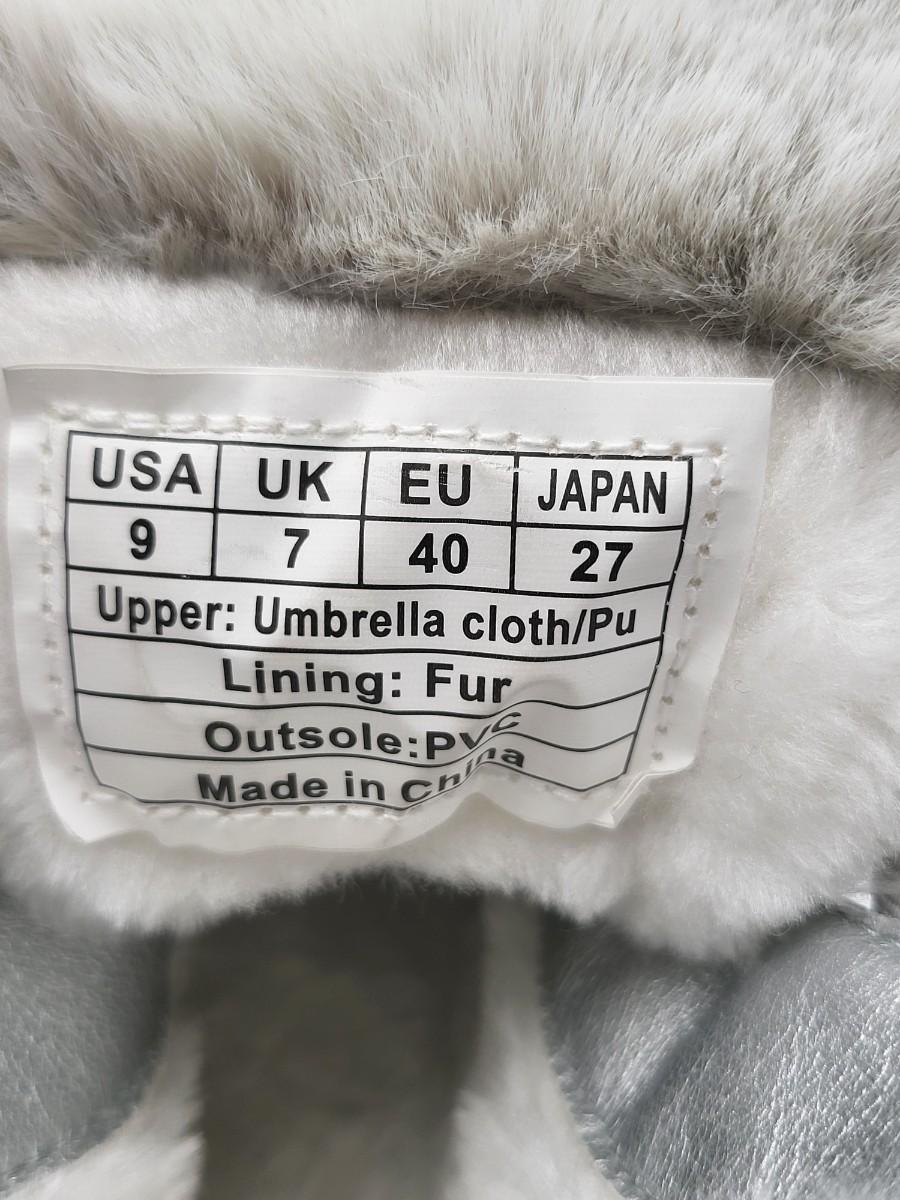 USA UK EU JAPAN
9 7 40 27
Upper: Umbrella cloth/Pu
Lining: Fur
Outsole:PVC
Made in China